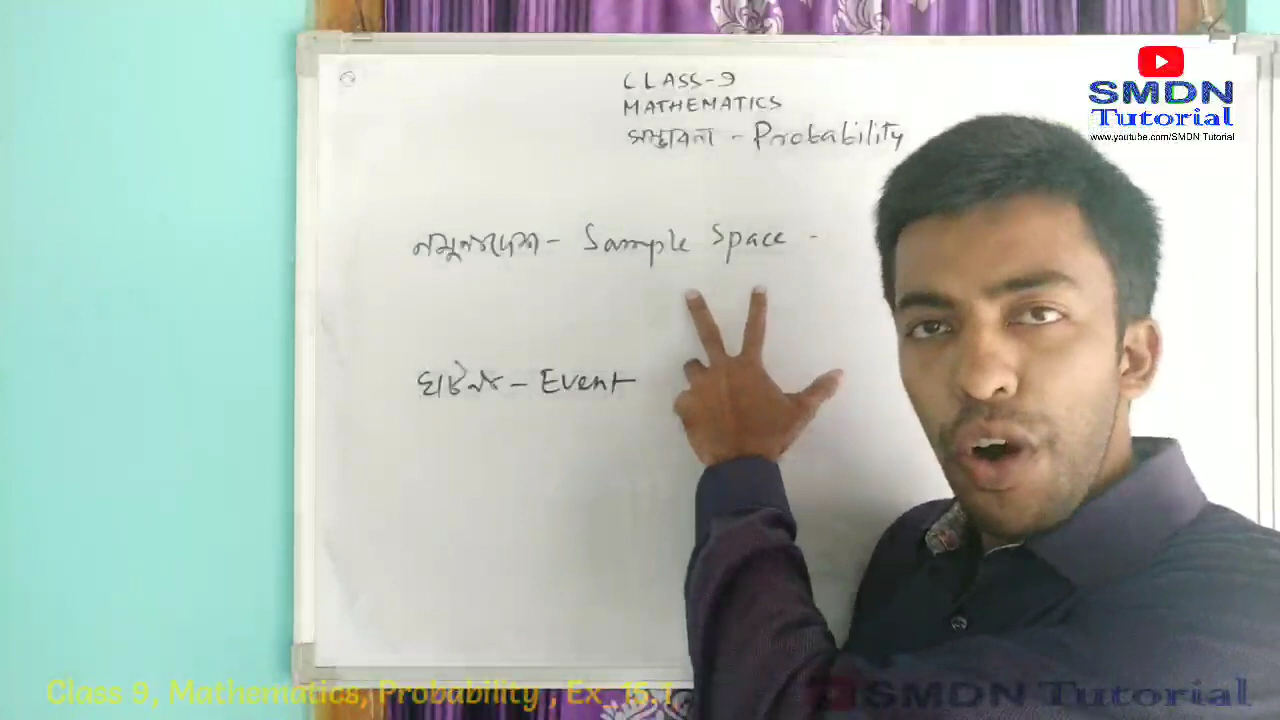 CLASS-9
MATHEMATICS
সম্ভাবনা - Probability
নমুনাদেশ - Sample Space -
ঘটনা - Event
SMDN
Tutorial
www.youtube.com/SMDN Tutorial
Class 9, Mathematics, Probability , Ex. 15.1
SMDN Tutorial